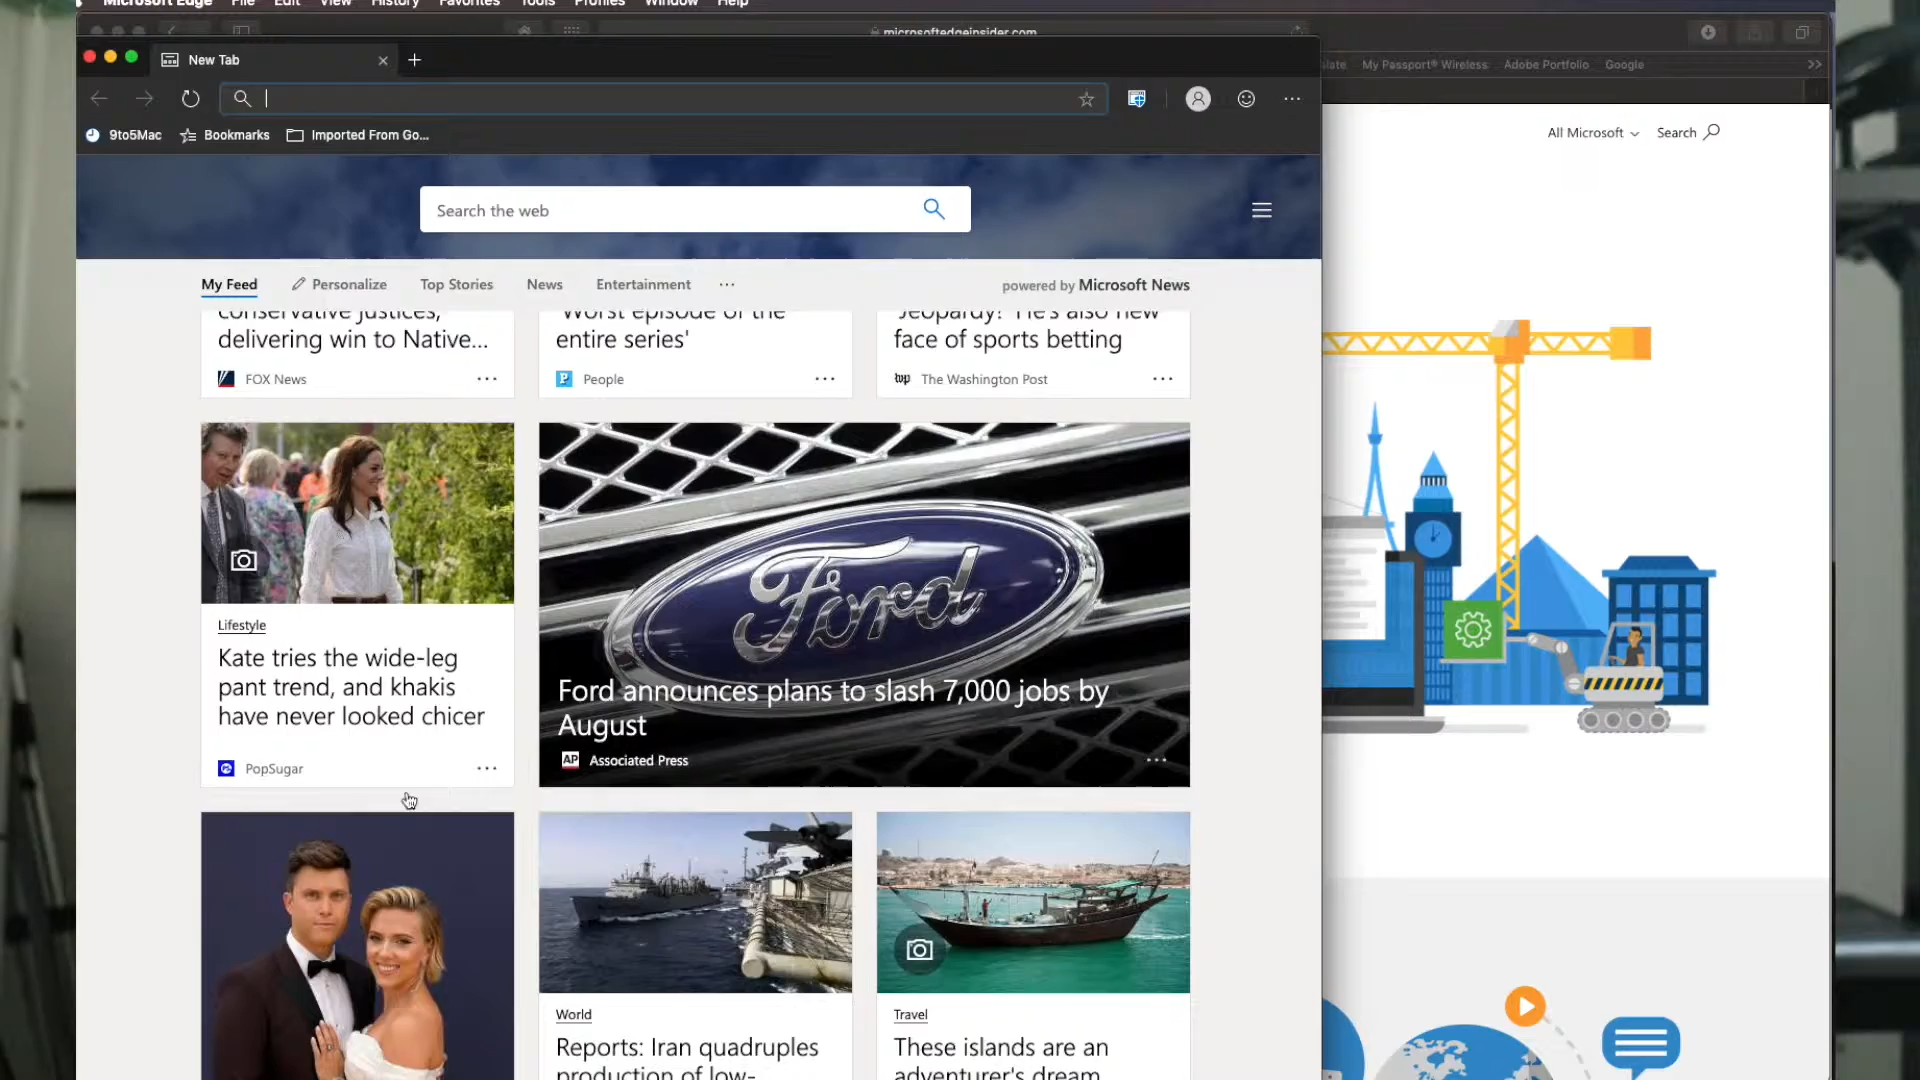 Microsoft Edge File Edit View History Favorites Tools Profiles Window Help
microsoftedgeinsider.com
New Tab
My Passport® Wireless Adobe Portfolio Google
9to5Mac Bookmarks Imported From Go...
All Microsoft Search
Search the web
My Feed Personalize Top Stories News Entertainment ...
powered by Microsoft News
conservative justices,
delivering win to Native...
FOX News
'Worst episode of the
entire series'
People
'Jeopardy!' He's also new
face of sports betting
wp The Washington Post
Lifestyle
Kate tries the wide-leg
pant trend, and khakis
have never looked chicer
PopSugar
Ford
Ford announces plans to slash 7,000 jobs by
August
AP Associated Press
World
Reports: Iran quadruples
production of low-
Travel
These islands are an
adventurer's dream